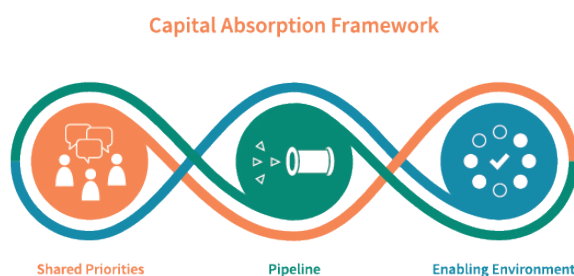 Capital Absorption Framework
Shared Priorities
Pipeline
Enabling Environment